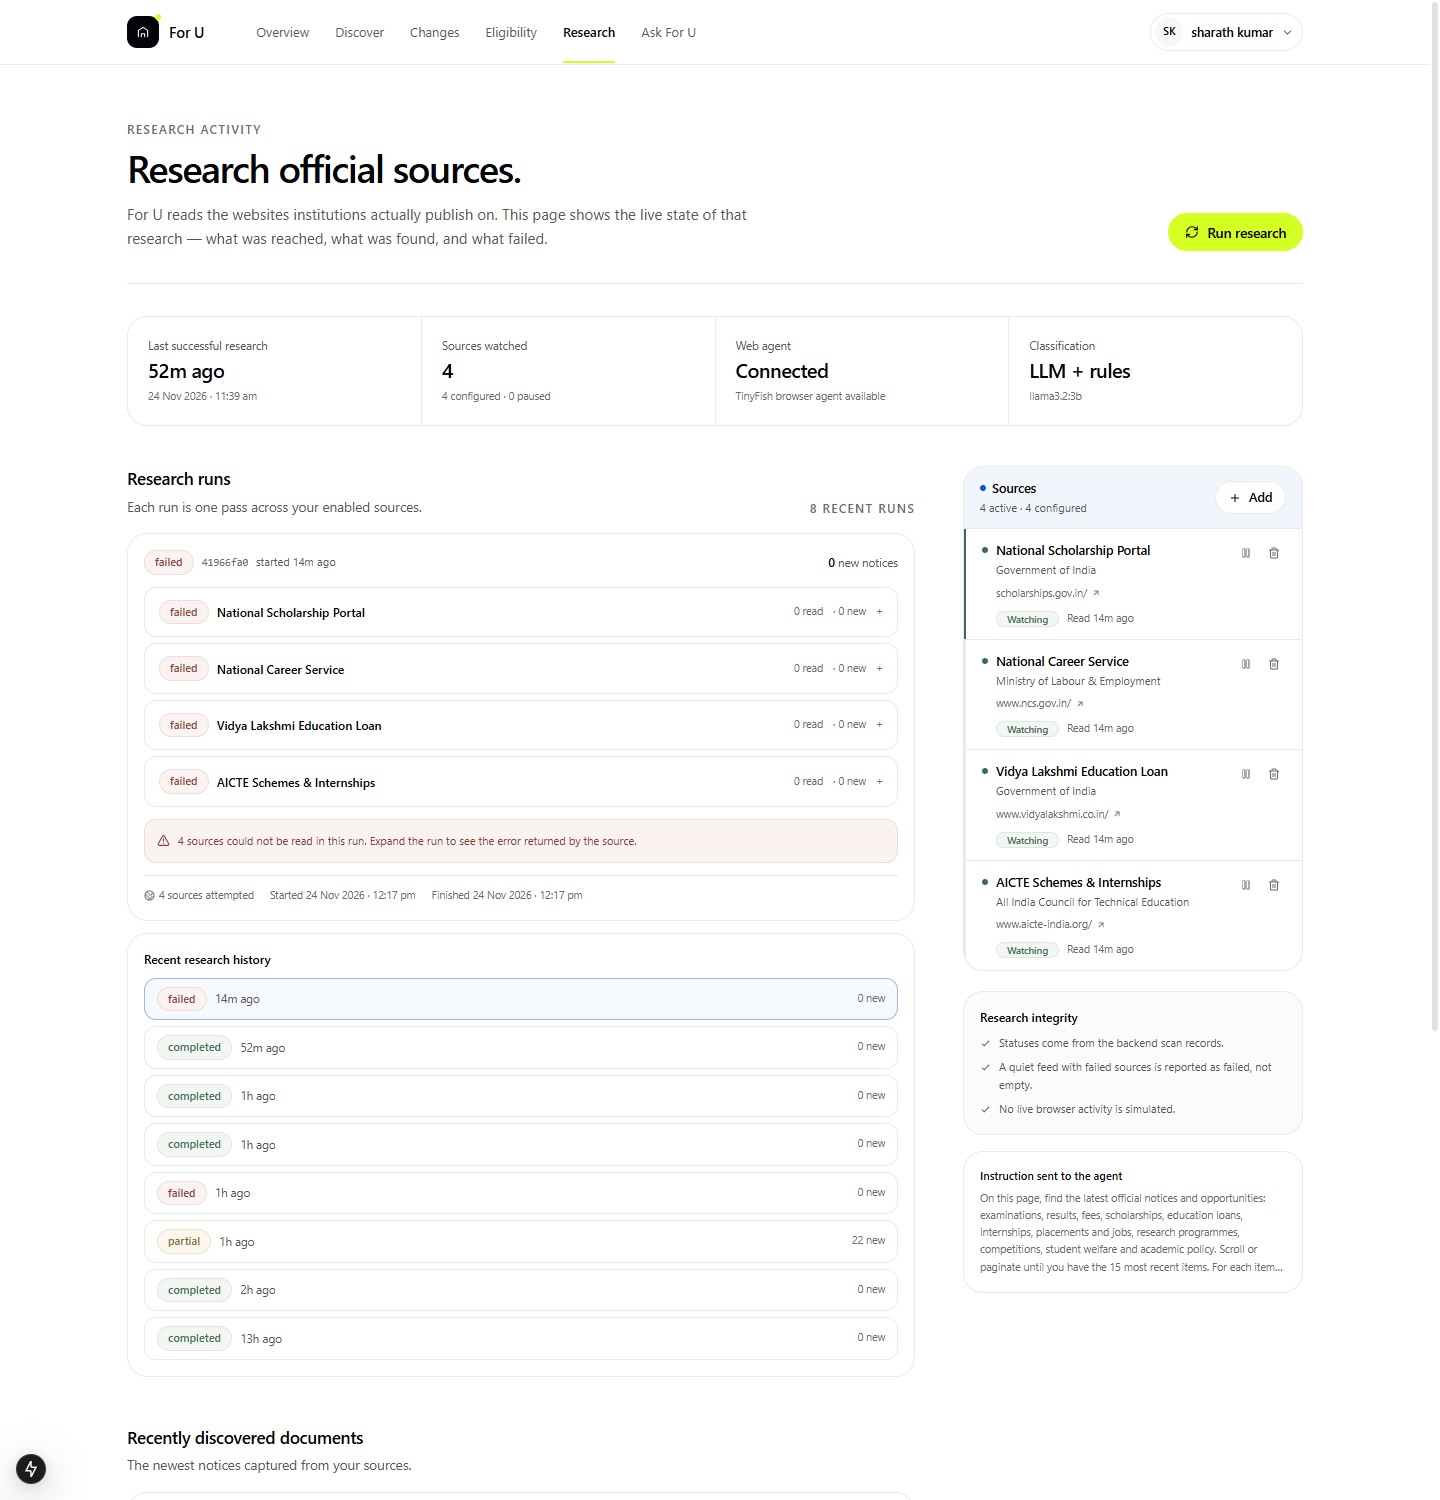 For U
Overview
Discover
Changes
Eligibility
Research
Ask For U
SK
sharath kumar
RESEARCH ACTIVITY
Research official sources.
For U reads the websites institutions actually publish on. This page shows the live state of that
research — what was reached, what was found, and what failed.
Run research
Last successful research
52m ago
24 Nov 2026 · 11:39 am
Sources watched
4
4 configured · 0 paused
Web agent
Connected
TinyFish browser agent available
Classification
LLM + rules
llama3.2:3b
Research runs
Each run is one pass across your enabled sources.
8 RECENT RUNS
failed 41966fa0 started 14m ago 0 new notices
failed National Scholarship Portal 0 read · 0 new +
failed National Career Service 0 read · 0 new +
failed Vidya Lakshmi Education Loan 0 read · 0 new +
failed AICTE Schemes & Internships 0 read · 0 new +
4 sources could not be read in this run. Expand the run to see the error returned by the source.
4 sources attempted Started 24 Nov 2026 · 12:17 pm Finished 24 Nov 2026 · 12:17 pm
Recent research history
failed 14m ago 0 new
completed 52m ago 0 new
completed 1h ago 0 new
completed 1h ago 0 new
failed 1h ago 0 new
partial 1h ago 22 new
completed 2h ago 0 new
completed 13h ago 0 new
Sources
4 active · 4 configured
+ Add
National Scholarship Portal
Government of India
scholarships.gov.in/ ↗
Watching Read 14m ago
National Career Service
Ministry of Labour & Employment
www.ncs.gov.in/ ↗
Watching Read 14m ago
Vidya Lakshmi Education Loan
Government of India
www.vidyalakshmi.co.in/ ↗
Watching Read 14m ago
AICTE Schemes & Internships
All India Council for Technical Education
www.aicte-india.org/ ↗
Watching Read 14m ago
Research integrity
Statuses come from the backend scan records.
A quiet feed with failed sources is reported as failed, not
empty.
No live browser activity is simulated.
Instruction sent to the agent
On this page, find the latest official notices and opportunities:
examinations, results, fees, scholarships, education loans,
internships, placements and jobs, research programmes,
competitions, student welfare and academic policy. Scroll or
paginate until you have the 15 most recent items. For each item...
Recently discovered documents
The newest notices captured from your sources.